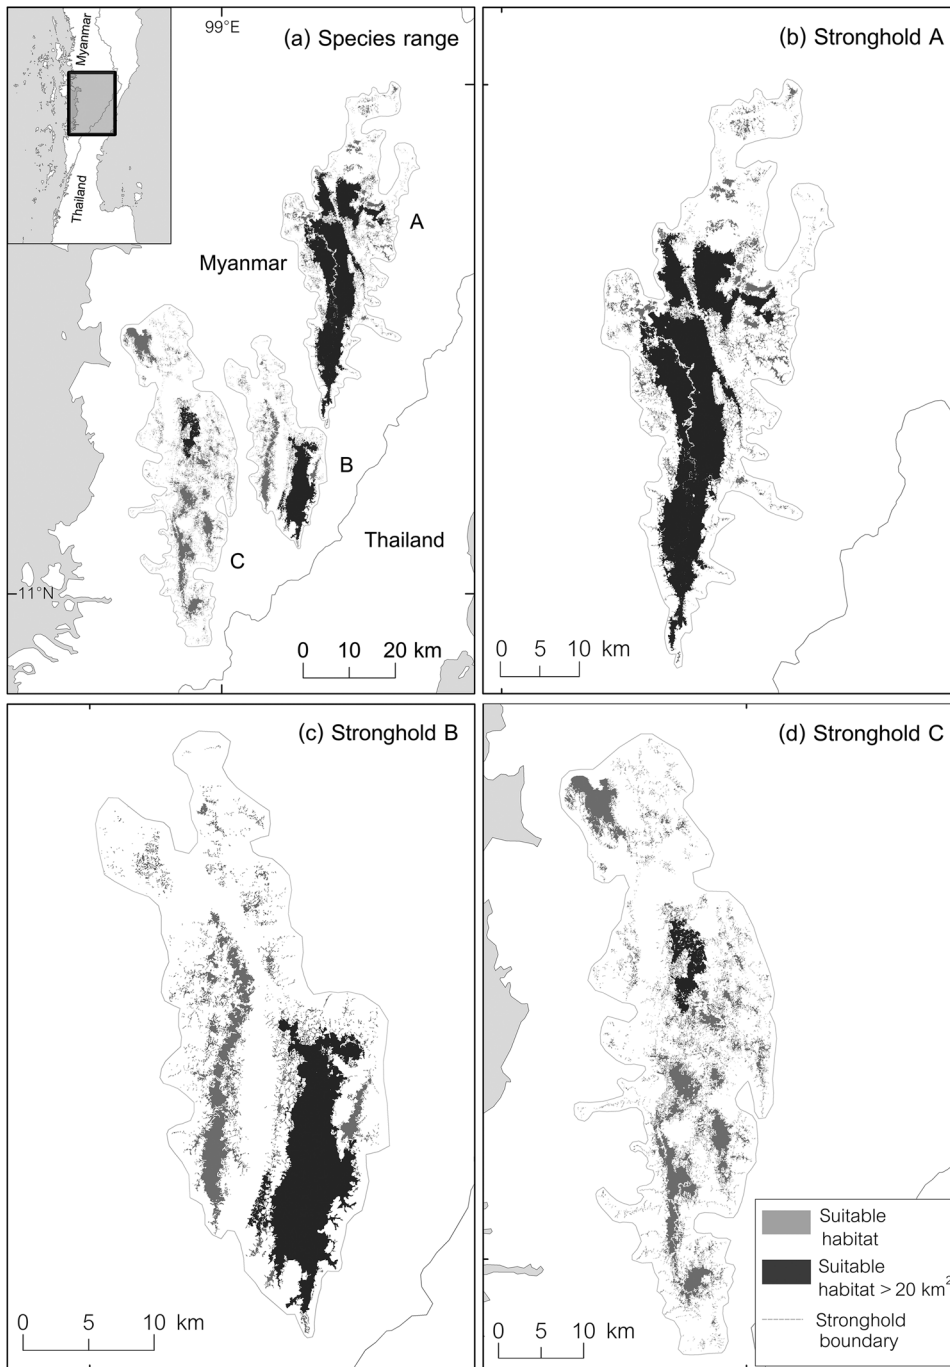 99°E
(a) Species range
Myanmar
Thailand
A
Myanmar
B
C
Thailand
11°N
0 10 20 km
(b) Stronghold A
0 5 10 km
(c) Stronghold B
0 5 10 km
(d) Stronghold C
0 5 10 km
Suitable
habitat
Suitable
habitat > 20 km²
Stronghold
boundary